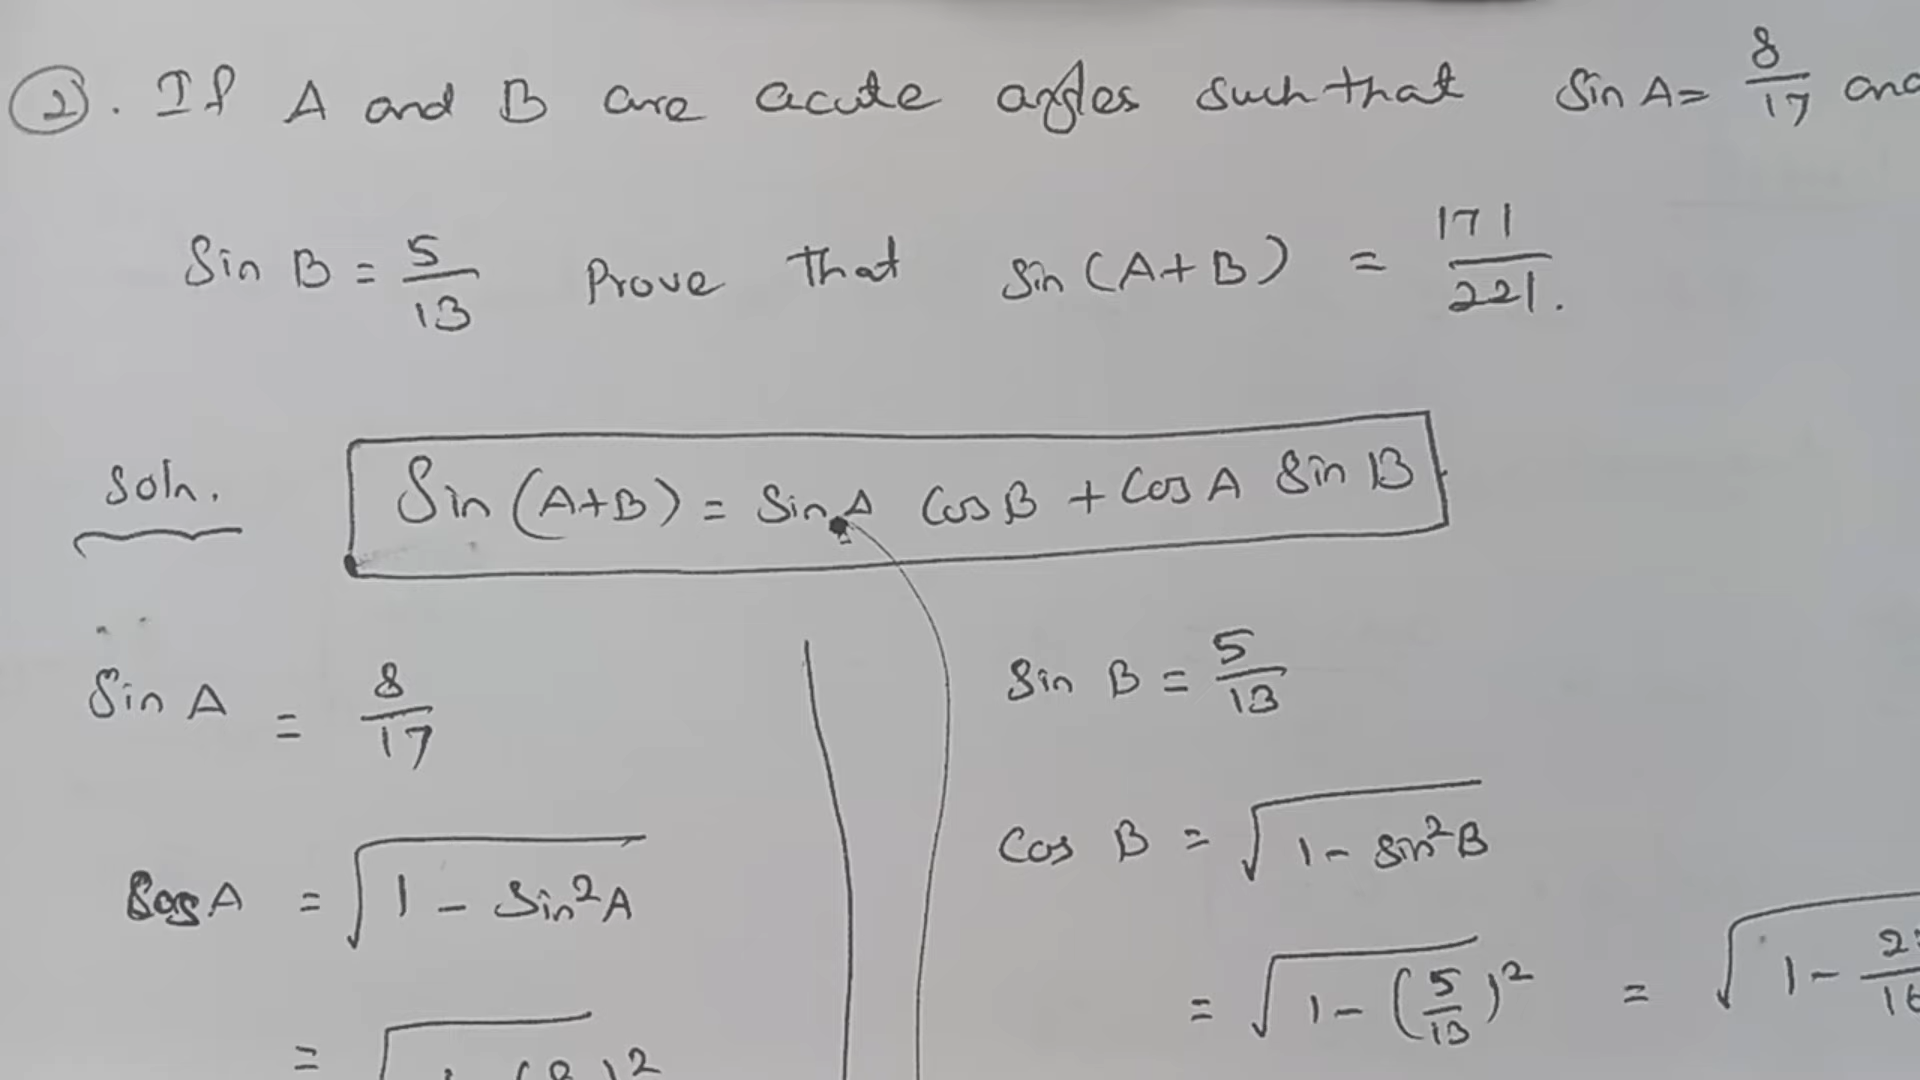 ②. If A and B are acute angles such that Sin A = 8/17 and
Sin B = 5/13 Prove that Sin (A+B) = 171/221.
Soln. Sin (A+B) = Sin A Cos B + Cos A Sin B
Sin A = 8/17
Cos A = √(1 - Sin²A)
=
Sin B = 5/13
Cos B = √(1 - Sin²B)
= √(1 - (5/13)²) = √(1 -